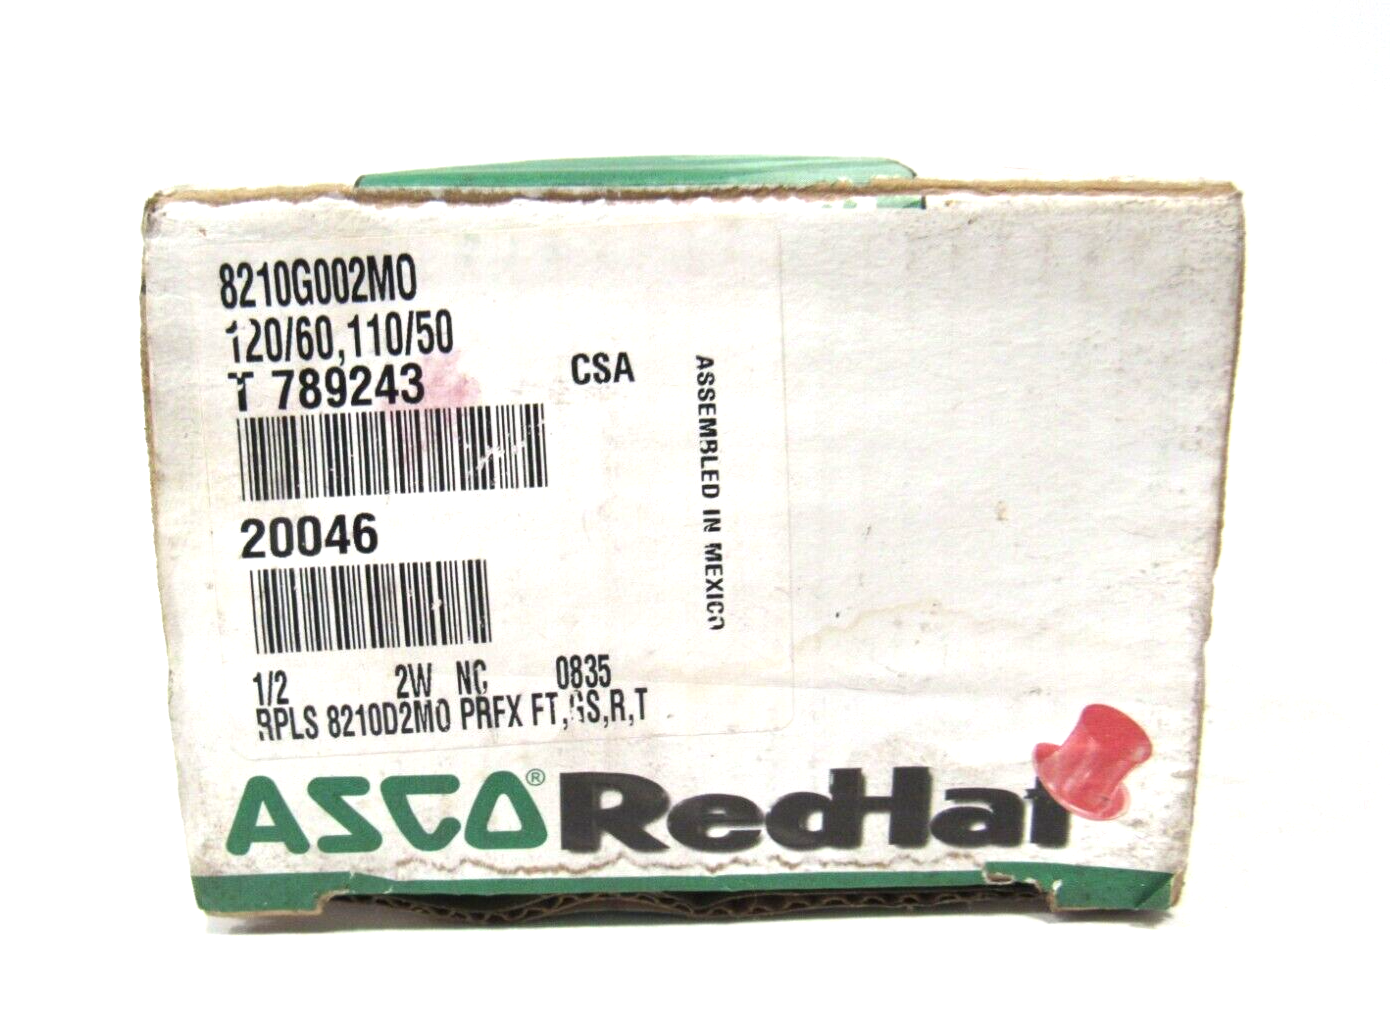 8210G002MO
120/60,110/50
T 789243
CSA
ASSEMBLED IN MEXICO
20046
1/2 2W NC 0835
RPLS 8210D2MO PRFX FT,GS,R,T
ASCO® RedHat